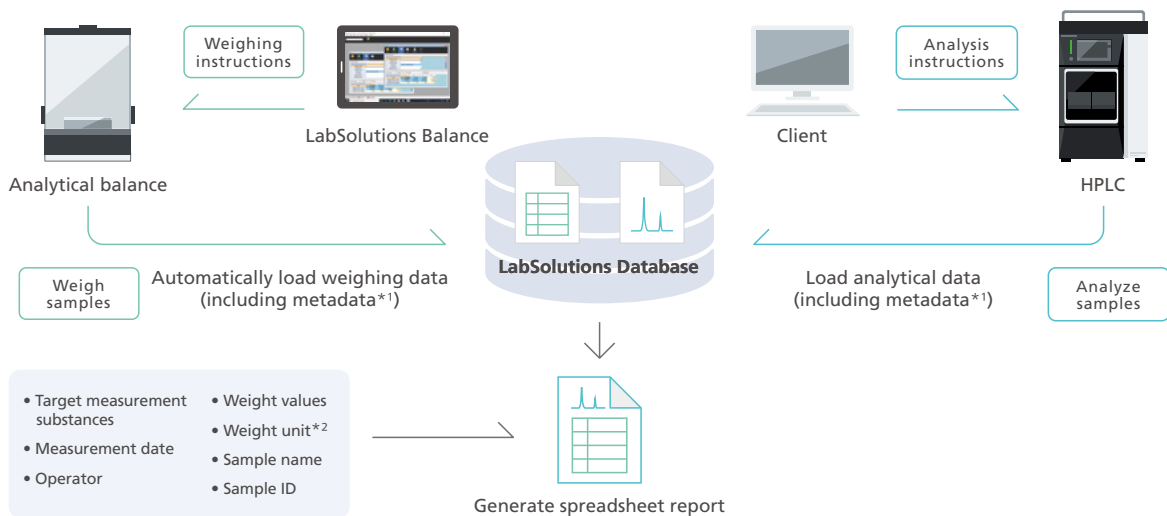 Weighing
instructions
LabSolutions Balance
Analytical balance
Analysis
instructions
Client
HPLC
LabSolutions Database
Weigh
samples
Automatically load weighing data
(including metadata*1)
Load analytical data
(including metadata*1)
Analyze
samples
• Target measurement
substances
• Measurement date
• Operator
• Weight values
• Weight unit*2
• Sample name
• Sample ID
Generate spreadsheet report